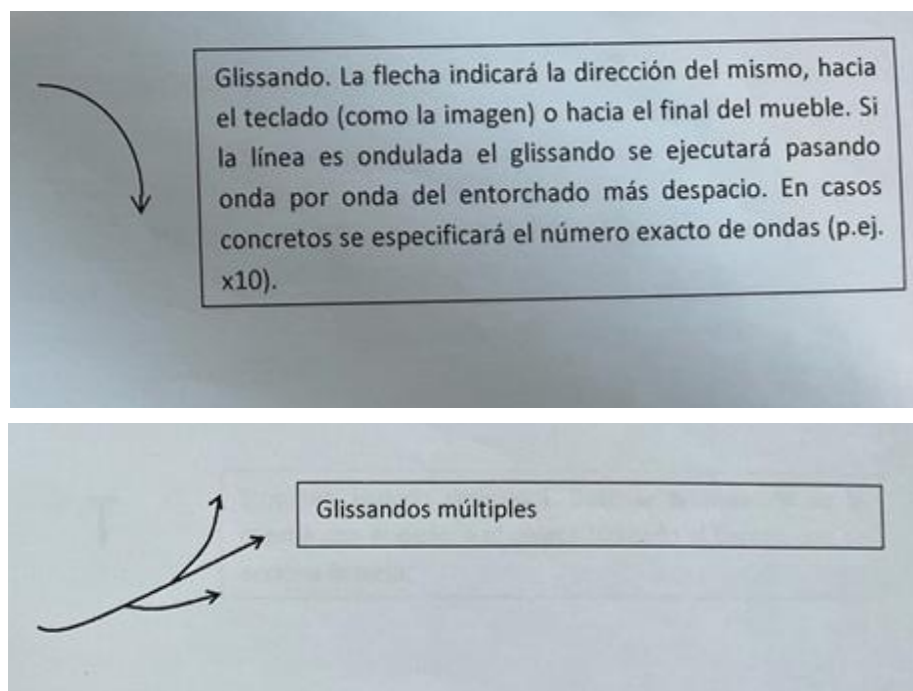 Glissando. La flecha indicará la dirección del mismo, hacia
el teclado (como la imagen) o hacia el final del mueble. Si
la línea es ondulada el glissando se ejecutará pasando
onda por onda del entorchado más despacio. En casos
concretos se especificará el número exacto de ondas (p.ej.
x10).
Glissandos múltiples